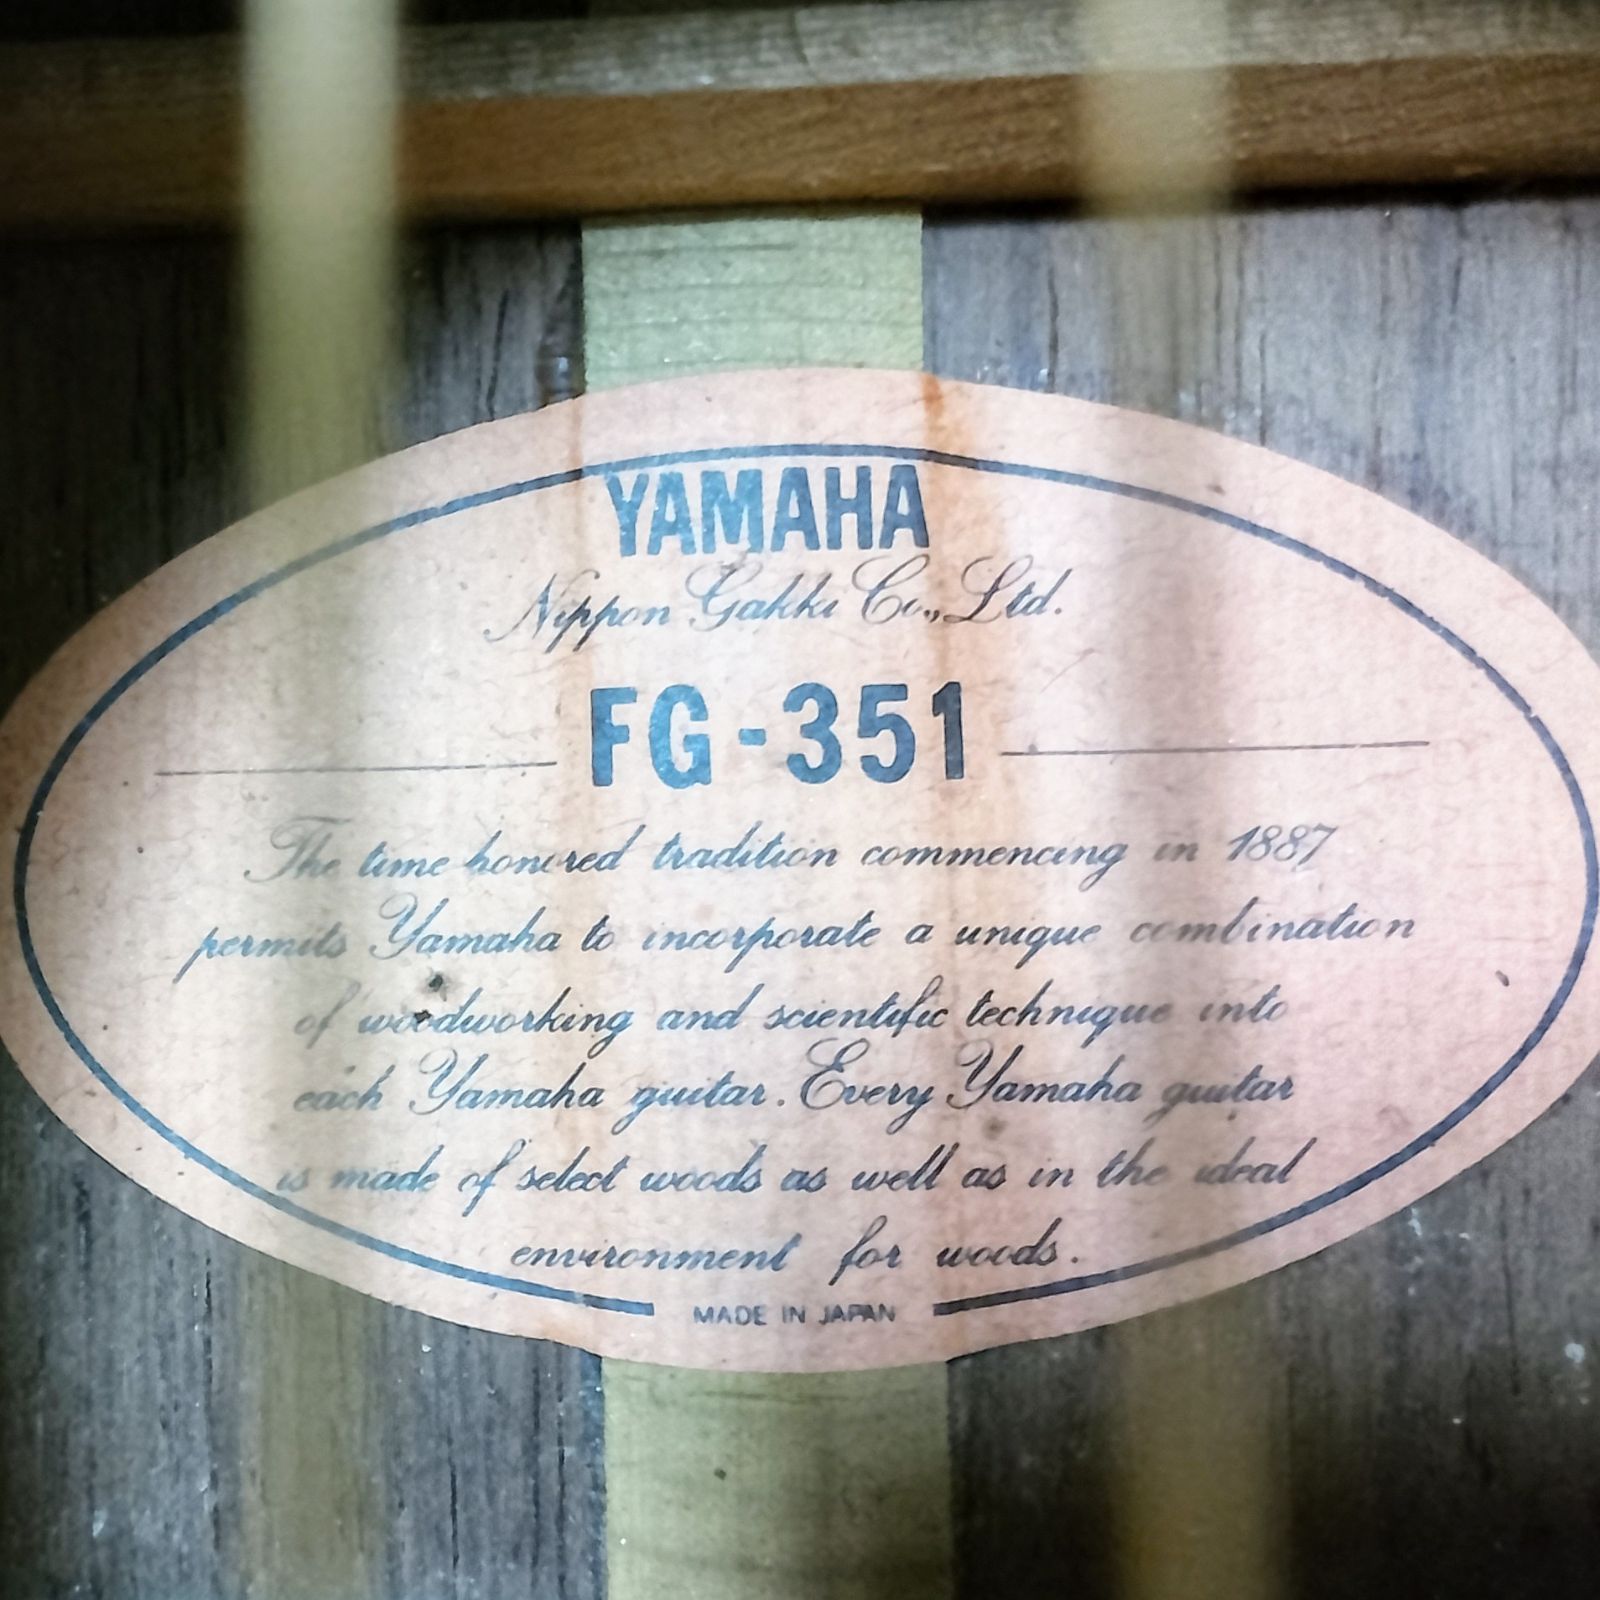 YAMAHA
Nippon Gakki Co., Ltd.
FG-351
The time honored tradition commencing in 1887
permits Yamaha to incorporate a unique combination
of woodworking and scientific technique into
each Yamaha guitar. Every Yamaha guitar
is made of select woods as well as in the ideal
environment for woods.
MADE IN JAPAN